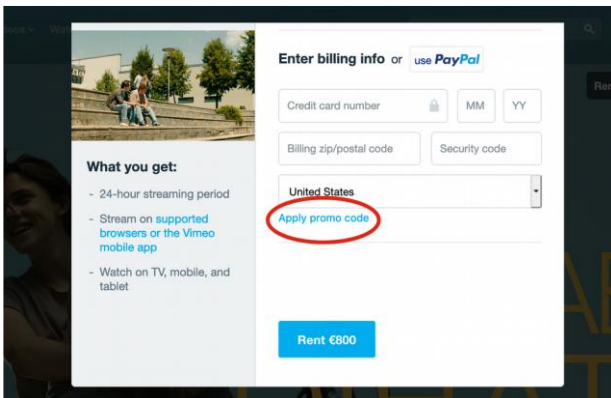 Enter billing info or use PayPal
Credit card number
MM
YY
Billing zip/postal code
Security code
United States
Apply promo code
Rent €800
What you get:
- 24-hour streaming period
- Stream on supported
browsers or the Vimeo
mobile app
- Watch on TV, mobile, and
tablet